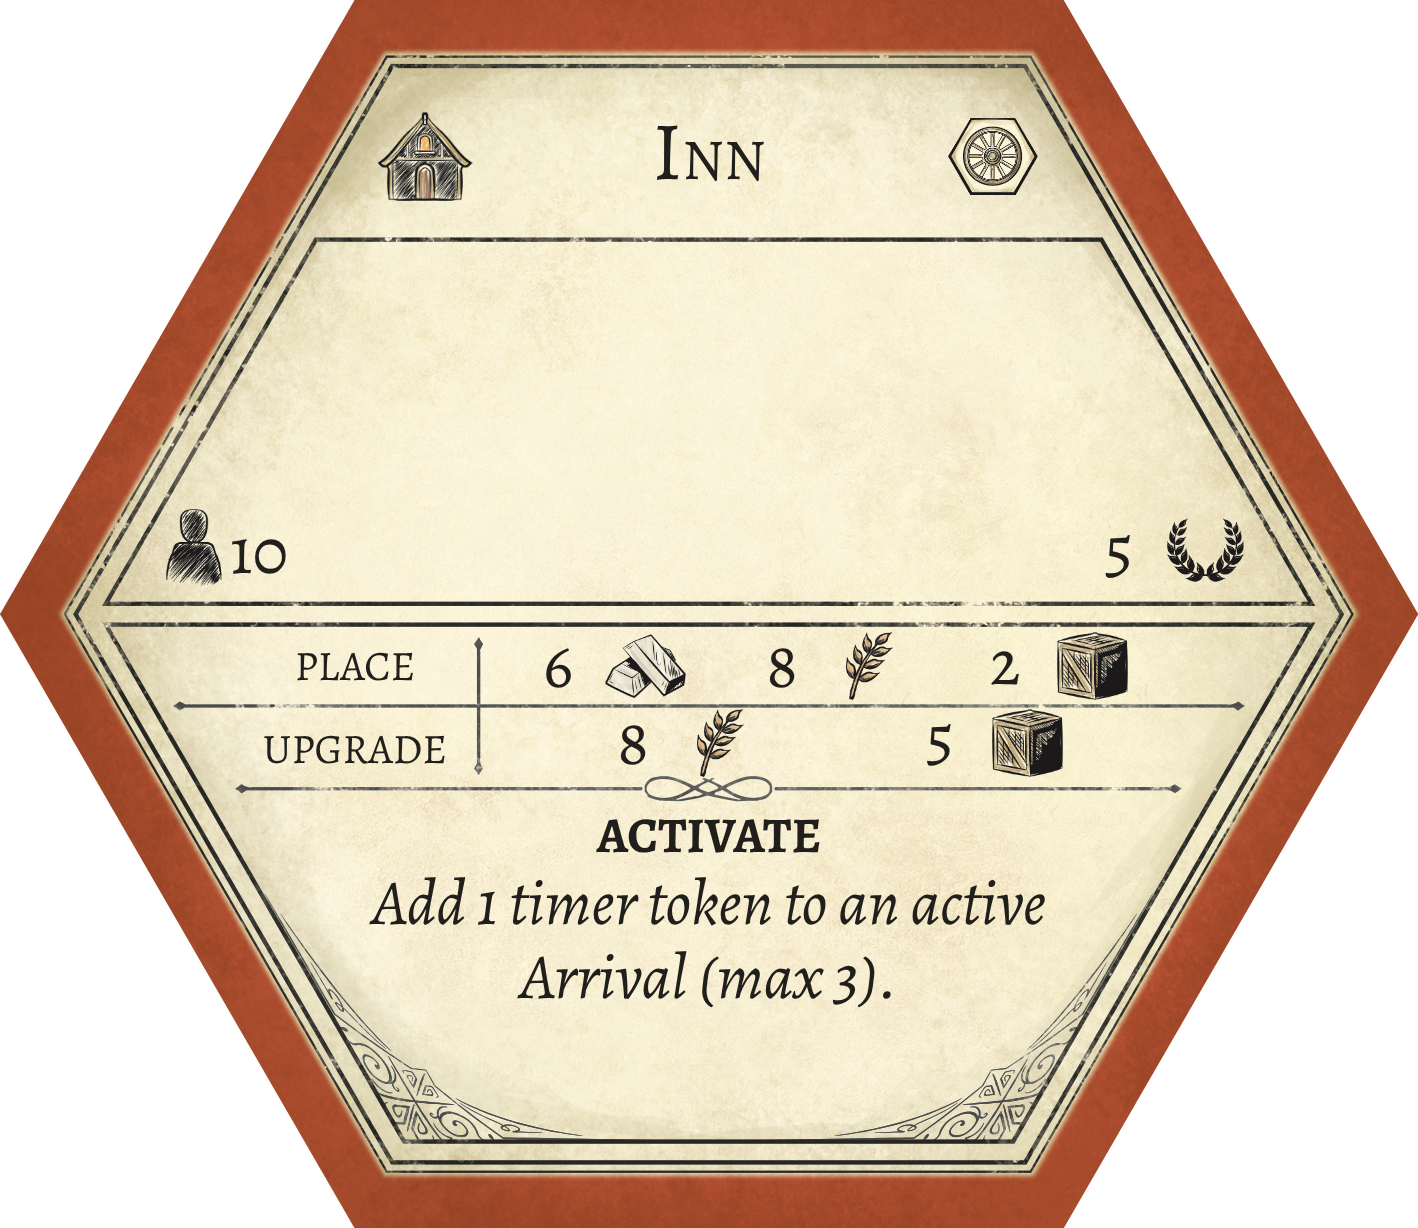 Inn
10
5
PLACE 6 8 2
UPGRADE 8 5
ACTIVATE
Add 1 timer token to an active
Arrival (max 3).